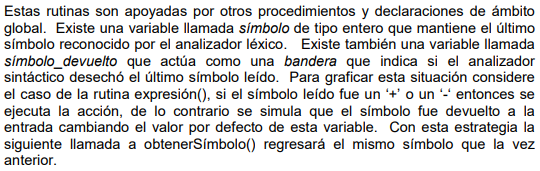 Estas rutinas son apoyadas por otros procedimientos y declaraciones de ámbito
global. Existe una variable llamada símbolo de tipo entero que mantiene el último
símbolo reconocido por el analizador léxico. Existe también una variable llamada
símbolo_devuelto que actúa como una bandera que indica si el analizador
sintáctico desechó el último símbolo leído. Para graficar esta situación considere
el caso de la rutina expresión(), si el símbolo leído fue un ‘+’ o un ‘-‘ entonces se
ejecuta la acción, de lo contrario se simula que el símbolo fue devuelto a la
entrada cambiando el valor por defecto de esta variable. Con esta estrategia la
siguiente llamada a obtenerSímbolo() regresará el mismo símbolo que la vez
anterior.